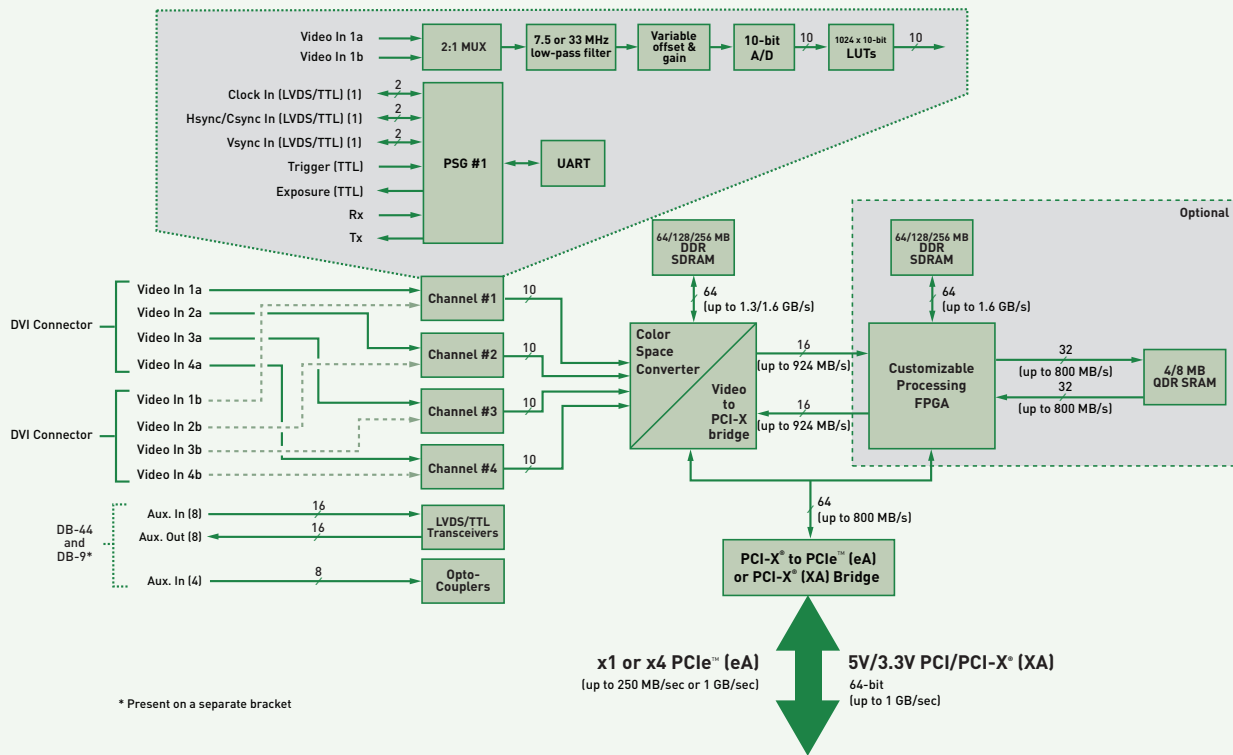 Video In 1a
Video In 1b
2:1 MUX
7.5 or 33 MHz
low-pass filter
Variable
offset &
gain
10-bit
A/D
10
1024 x 10-bit
LUTs
10
Clock In (LVDS/TTL) (1)
2
Hsync/Csync In (LVDS/TTL) (1)
2
Vsync In (LVDS/TTL) (1)
2
Trigger (TTL)
Exposure (TTL)
Rx
Tx
PSG #1
UART
Optional
64/128/256 MB
DDR
SDRAM
64
(up to 1.3/1.6 GB/s)
64/128/256 MB
DDR
SDRAM
64
(up to 1.6 GB/s)
DVI Connector
Video In 1a
Video In 2a
Video In 3a
Video In 4a
DVI Connector
Video In 1b
Video In 2b
Video In 3b
Video In 4b
Channel #1
10
Channel #2
10
Channel #3
10
Channel #4
10
Color
Space
Converter
Video
to
PCI-X
bridge
16
(up to 924 MB/s)
16
(up to 924 MB/s)
Customizable
Processing
FPGA
32
(up to 800 MB/s)
32
(up to 800 MB/s)
4/8 MB
QDR SRAM
DB-44
and
DB-9*
Aux. In (8)
16
Aux. Out (8)
16
LVDS/TTL
Transceivers
Aux. In (4)
8
Opto-
Couplers
64
(up to 800 MB/s)
PCI-X® to PCIe™ (eA)
or PCI-X® (XA) Bridge
x1 or x4 PCIe™ (eA)
(up to 250 MB/sec or 1 GB/sec)
5V/3.3V PCI/PCI-X® (XA)
64-bit
(up to 1 GB/sec)
* Present on a separate bracket